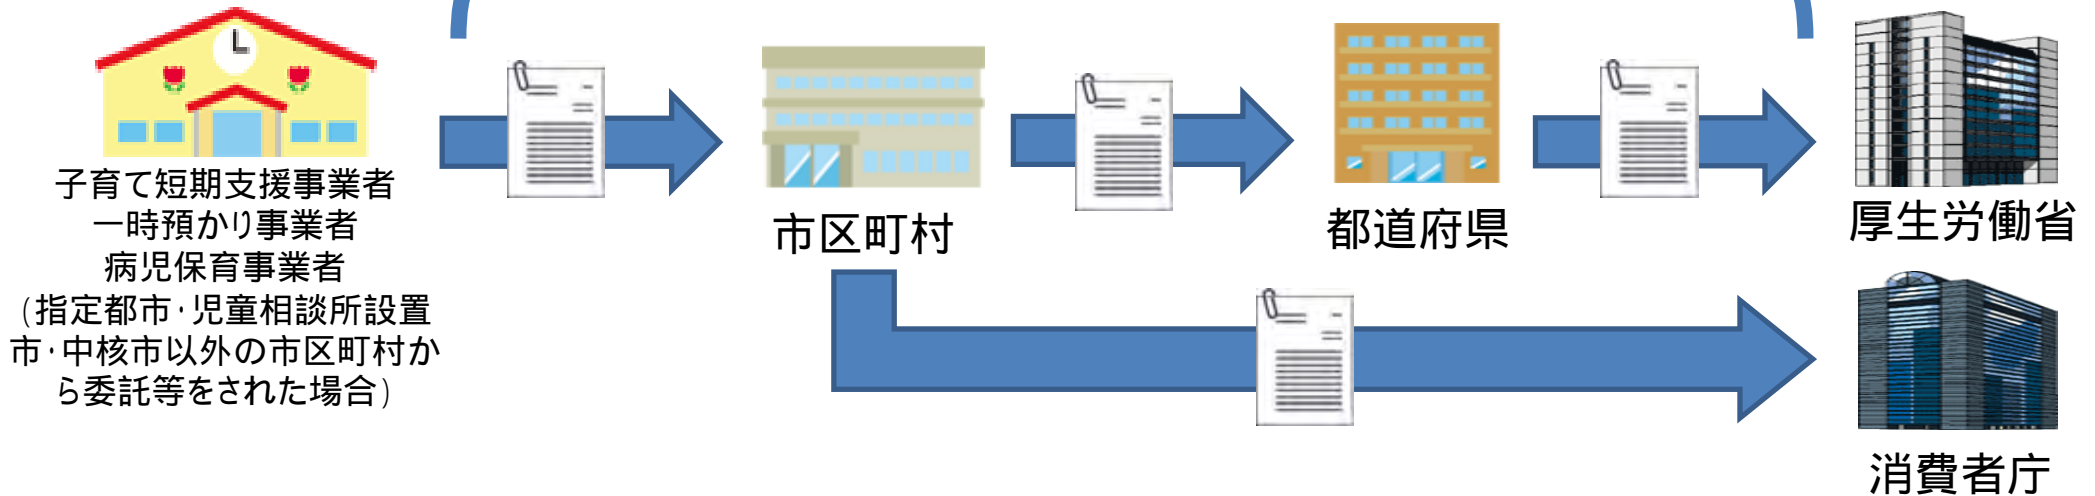 子育て短期支援事業者
一時預かり事業者
病児保育事業者
(指定都市・児童相談所設置
市・中核市以外の市区町村か
ら委託等をされた場合)
市区町村
都道府県
厚生労働省
消費者庁